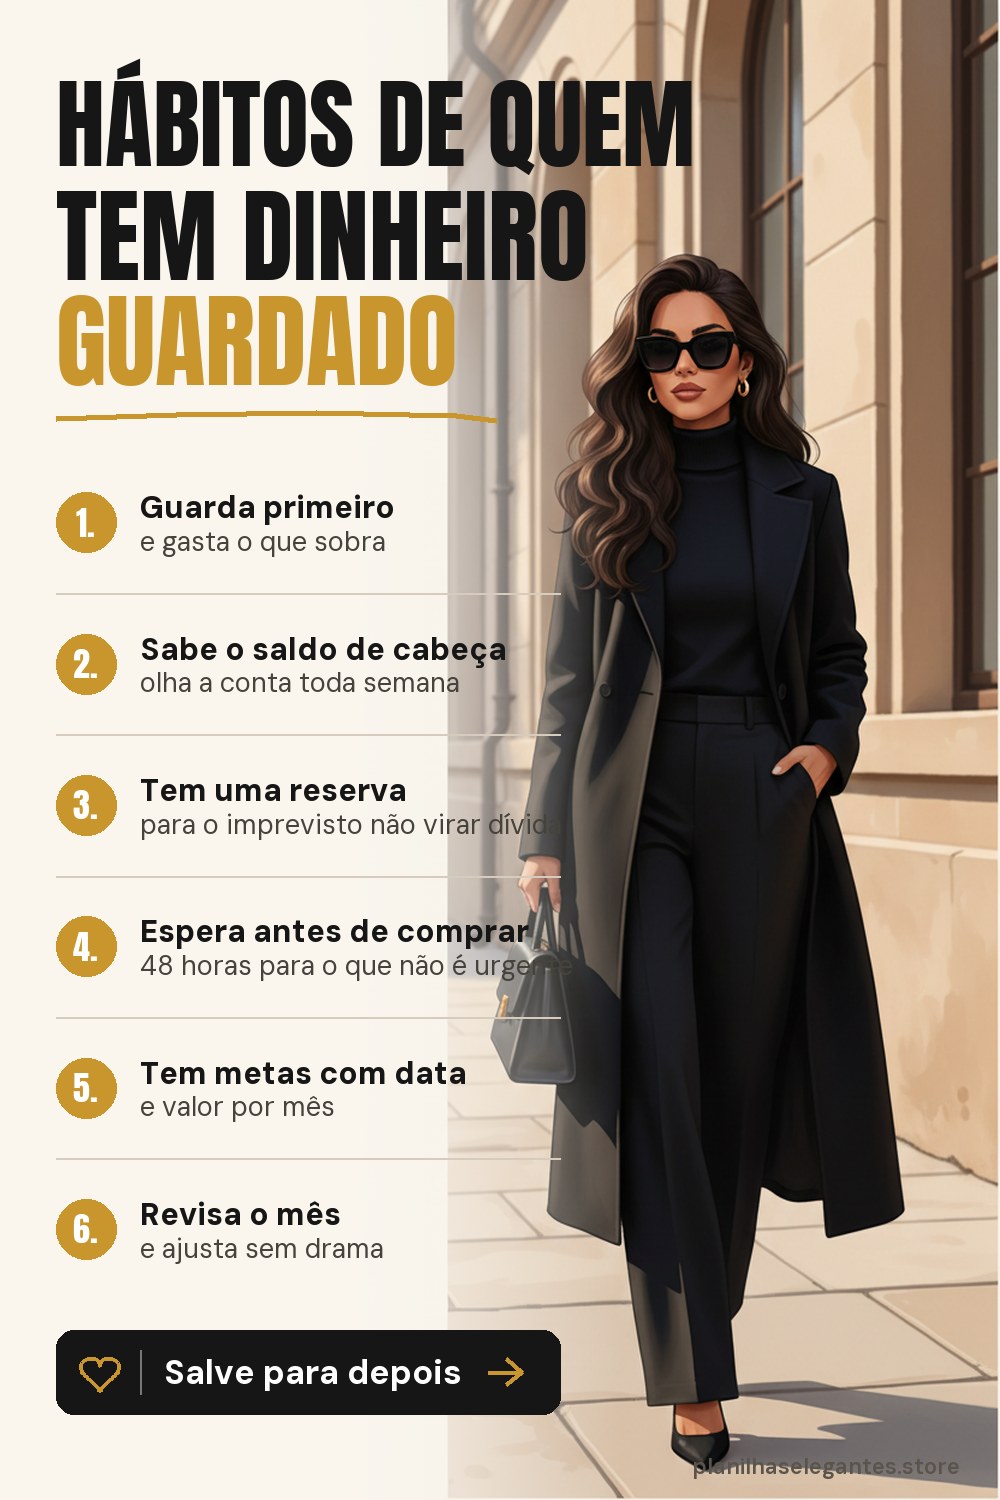 HÁBITOS DE QUEM
TEM DINHEIRO
GUARDADO
1. Guarda primeiro
e gasta o que sobra
2. Sabe o saldo de cabeça
olha a conta toda semana
3. Tem uma reserva
para o imprevisto não virar dívida
4. Espera antes de comprar
48 horas para o que não é urgente
5. Tem metas com data
e valor por mês
6. Revisa o mês
e ajusta sem drama
Salve para depois
planilhaselegantes.store